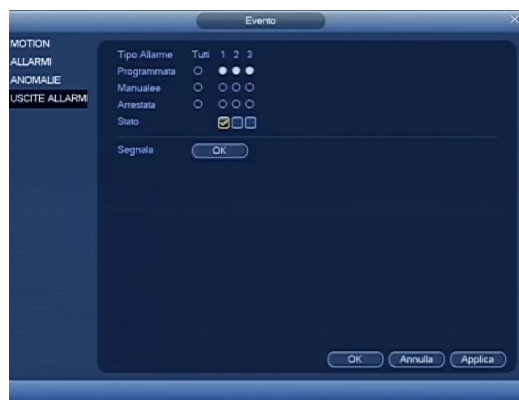 Evento
MOTION
ALLARMI
ANOMALIE
USCITE ALLARMI
Tipo Allarme Tutti 1 2 3
Programmata
Manualee
Arrestata
Stato
Segnala OK
OK Annulla Applica